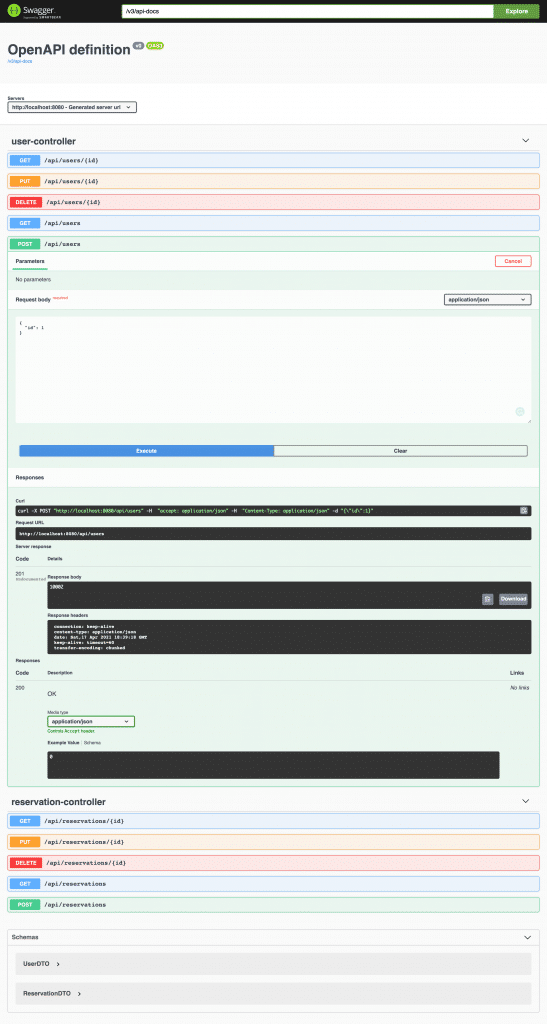 Swagger
Supported by SMARTBEAR
/v3/api-docs
Explore
OpenAPI definition v0 OAS3
/v3/api-docs
Servers
http://localhost:8080 - Generated server url
user-controller
GET /api/users/{id}
PUT /api/users/{id}
DELETE /api/users/{id}
GET /api/users
POST /api/users
Parameters
Cancel
No parameters
Request body required
application/json
{
"id": 1
}
Execute
Clear
Responses
Curl
curl -X POST "http://localhost:8080/api/users" -H "accept: application/json" -H "Content-Type: application/json" -d "{\"id\":1}"
Request URL
http://localhost:8080/api/users
Server response
Code Details
201
Undocumented
Response body
10002
Download
Response headers
connection: keep-alive
content-type: application/json
date: Sat,17 Apr 2021 18:39:18 GMT
keep-alive: timeout=60
transfer-encoding: chunked
Responses
Code Description Links
200
OK
No links
Media type
application/json
Controls Accept header.
Example Value Schema
0
reservation-controller
GET /api/reservations/{id}
PUT /api/reservations/{id}
DELETE /api/reservations/{id}
GET /api/reservations
POST /api/reservations
Schemas
UserDTO
ReservationDTO